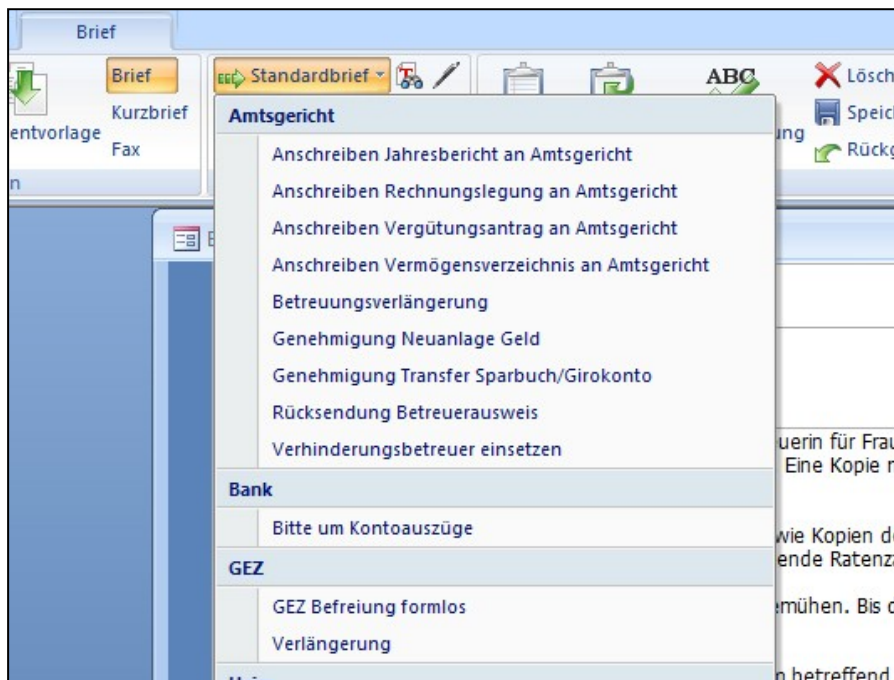 Brief
Brief
Kurzbrief
Fax
entvorlage
Standardbrief
ABC
Lösch
Speic
Rückg
ung
n
Amtsgericht
Anschreiben Jahresbericht an Amtsgericht
Anschreiben Rechnungslegung an Amtsgericht
Anschreiben Vergütungsantrag an Amtsgericht
Anschreiben Vermögensverzeichnis an Amtsgericht
Betreuungsverlängerung
Genehmigung Neuanlage Geld
Genehmigung Transfer Sparbuch/Girokonto
Rücksendung Betreuerausweis
Verhinderungsbetreuer einsetzen
Bank
Bitte um Kontoauszüge
GEZ
GEZ Befreiung formlos
Verlängerung
uerin für Frau
Eine Kopie
wie Kopien de
ende Ratenza
mühen. Bis
betreffend